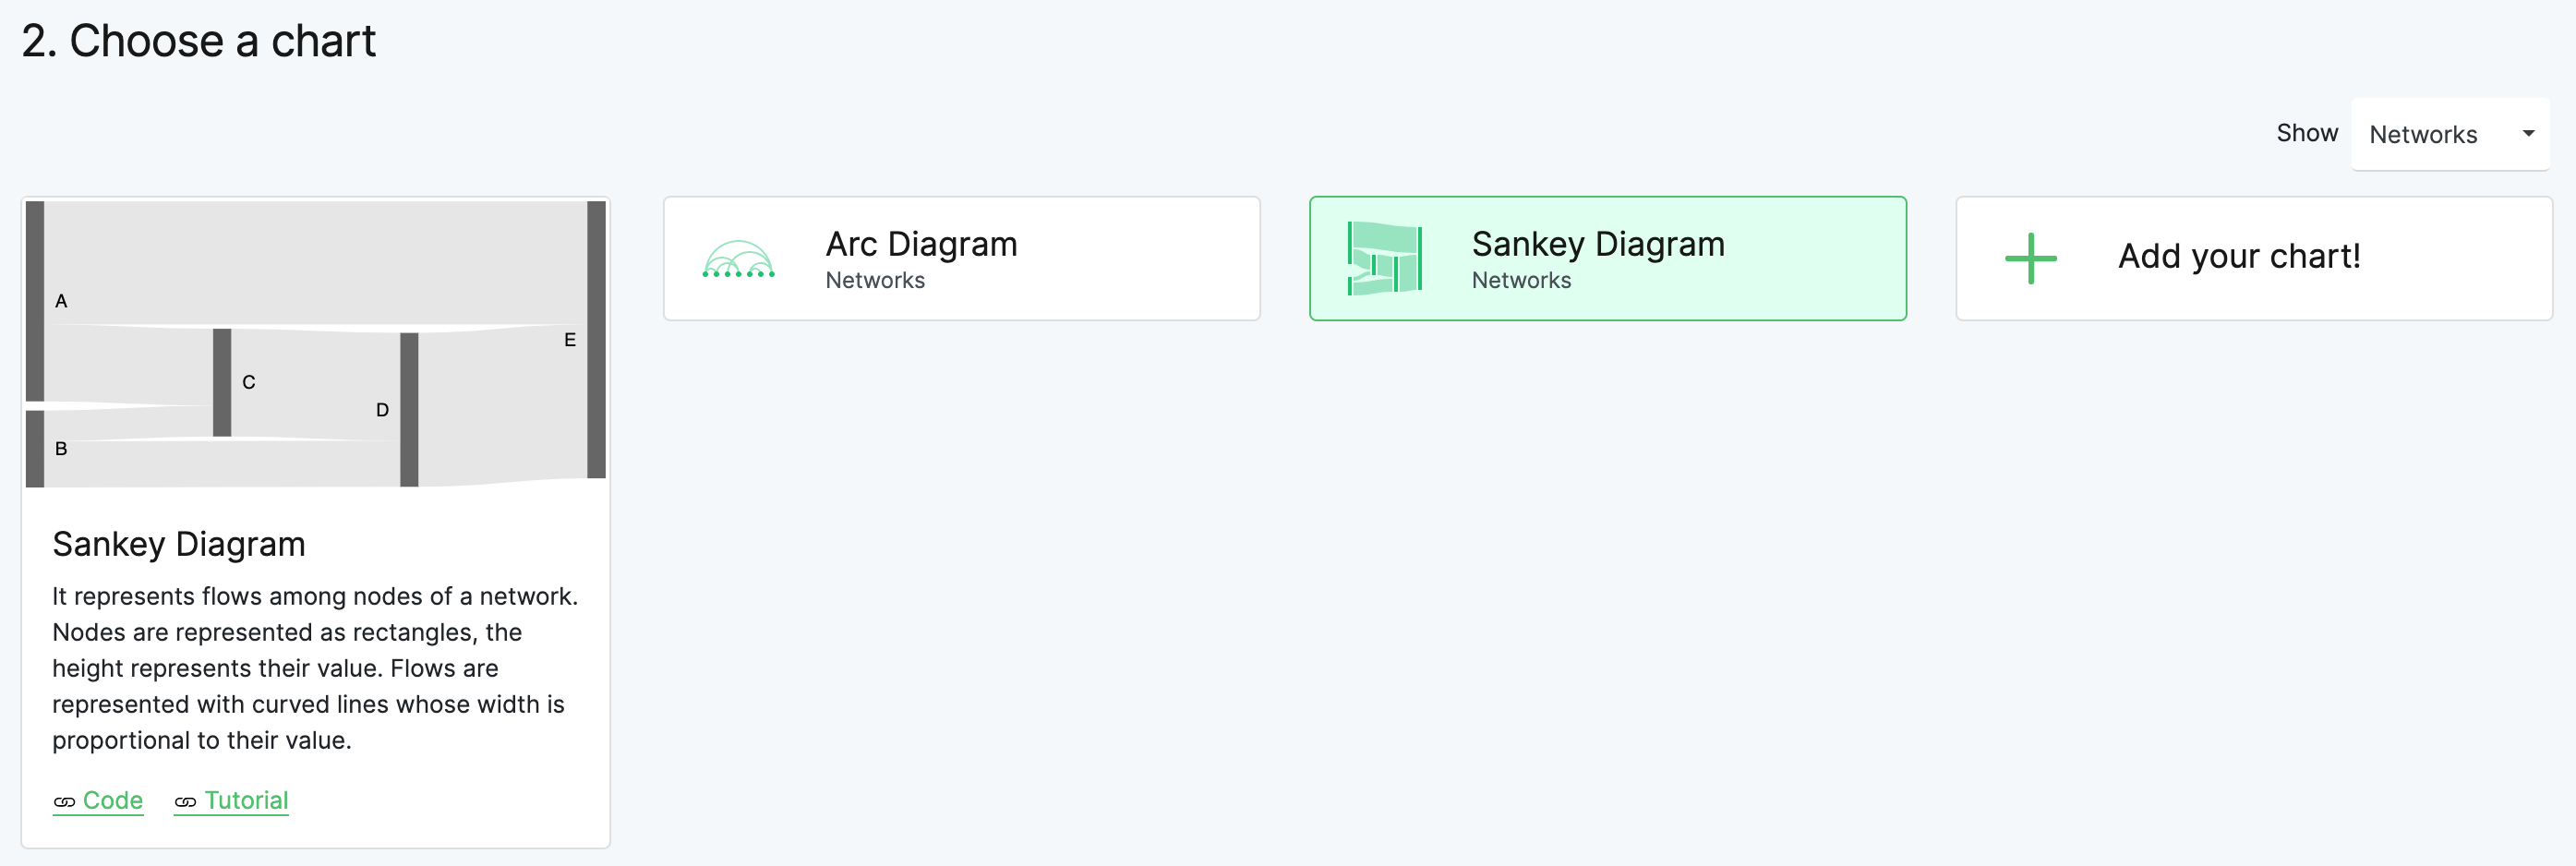 2. Choose a chart
Show Networks
A
E
C
D
B
Sankey Diagram
It represents flows among nodes of a network.
Nodes are represented as rectangles, the
height represents their value. Flows are
represented with curved lines whose width is
proportional to their value.
Code Tutorial
Arc Diagram
Networks
Sankey Diagram
Networks
Add your chart!